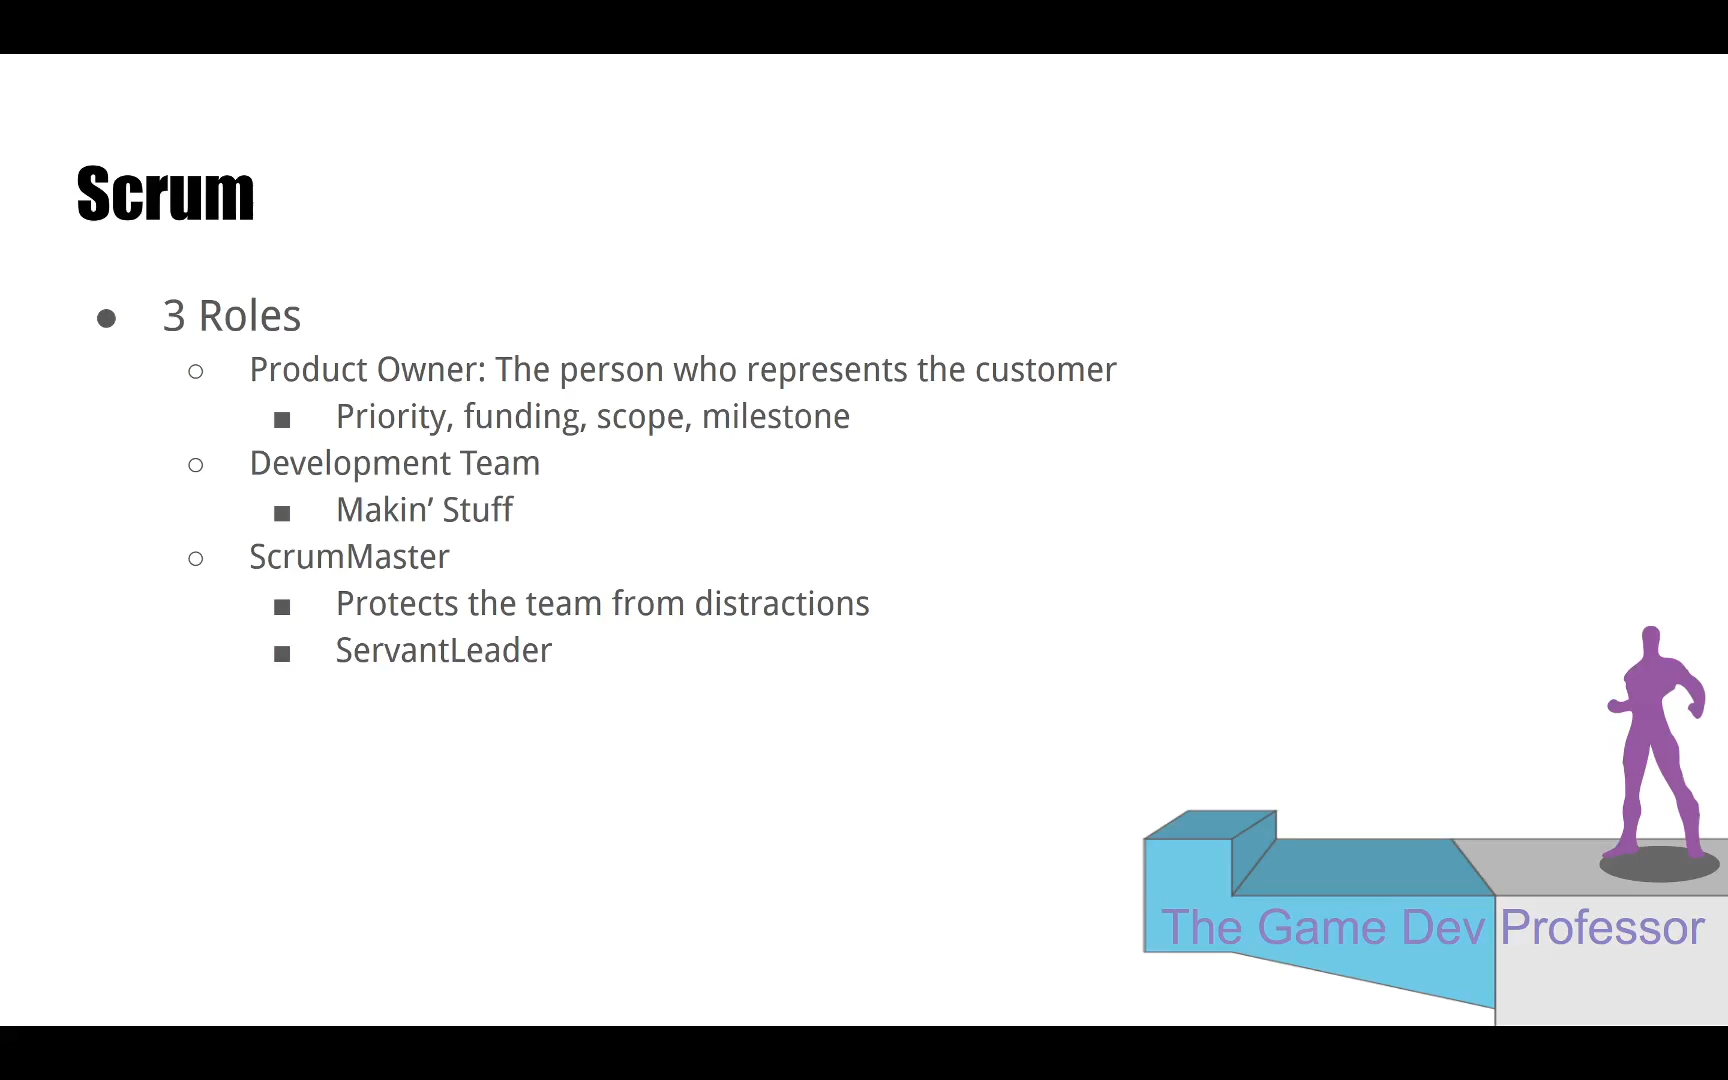 Scrum
● 3 Roles
○ Product Owner: The person who represents the customer
■ Priority, funding, scope, milestone
○ Development Team
■ Makin’ Stuff
○ ScrumMaster
■ Protects the team from distractions
■ ServantLeader
The Game Dev Professor